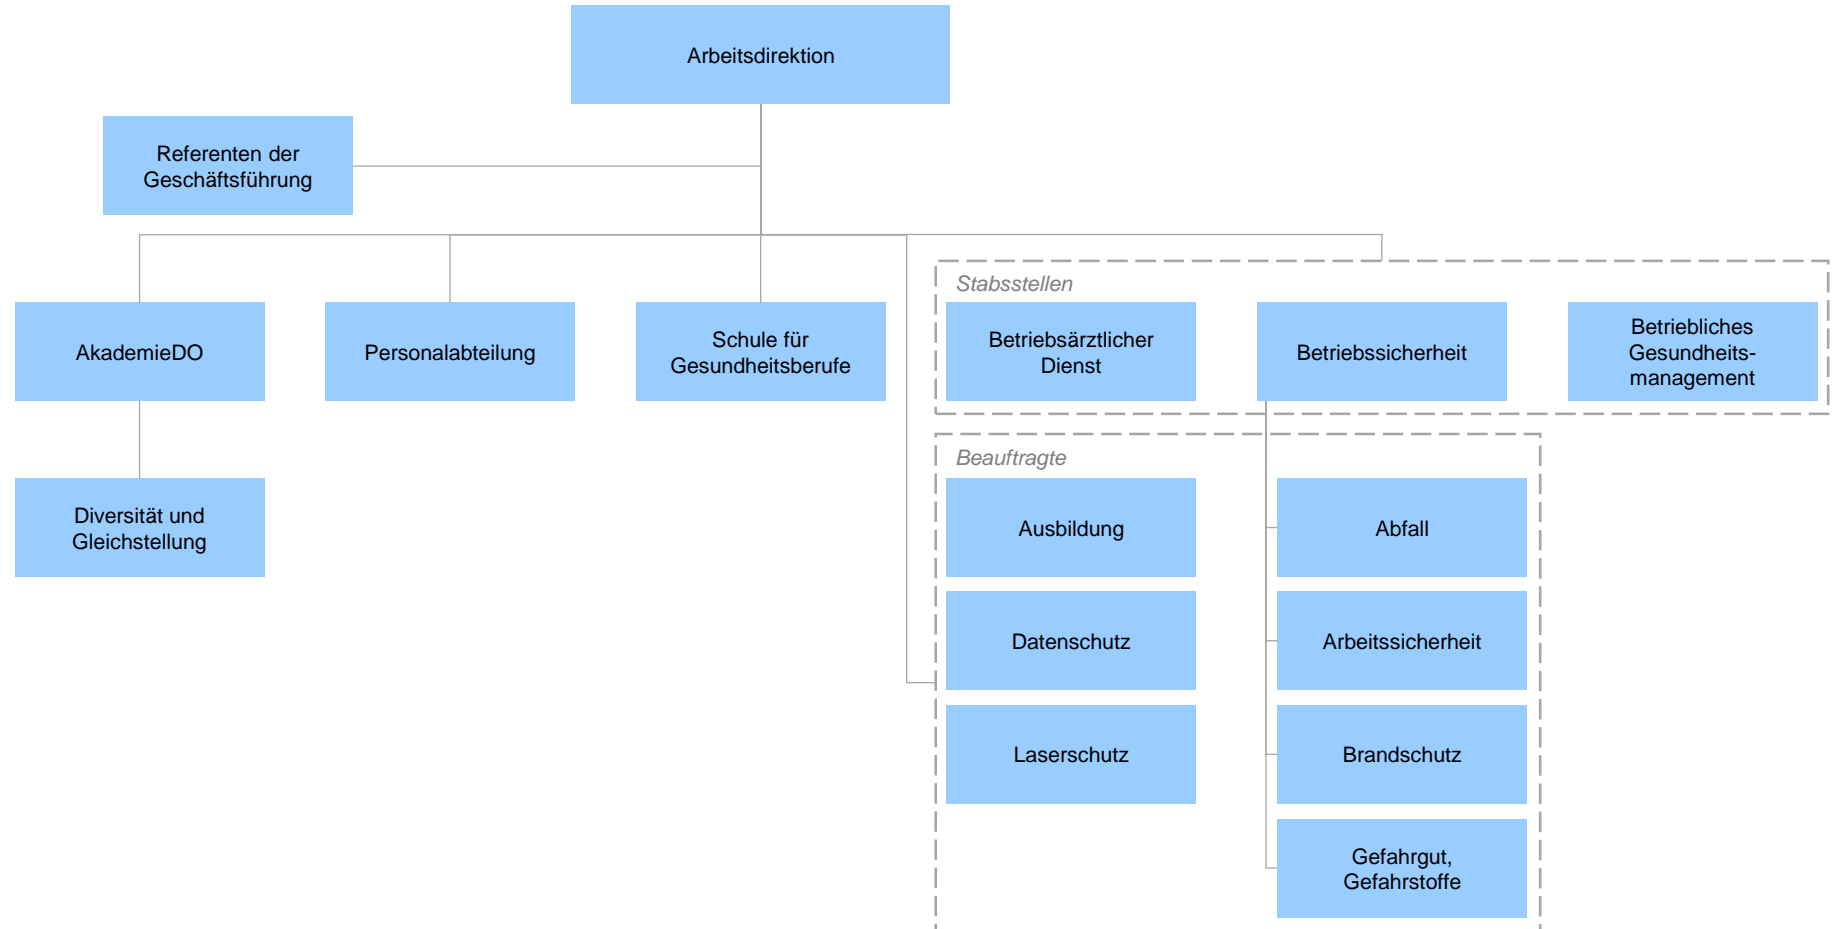 Arbeitsdirektion
Referenten der
Geschäftsführung
Stabsstellen
AkademieDO
Personalabteilung
Schule für
Gesundheitsberufe
Betriebsärztlicher
Dienst
Betriebssicherheit
Betriebliches
Gesundheits-
management
Beauftragte
Diversität und
Gleichstellung
Ausbildung
Abfall
Datenschutz
Arbeitssicherheit
Laserschutz
Brandschutz
Gefahrgut,
Gefahrstoffe